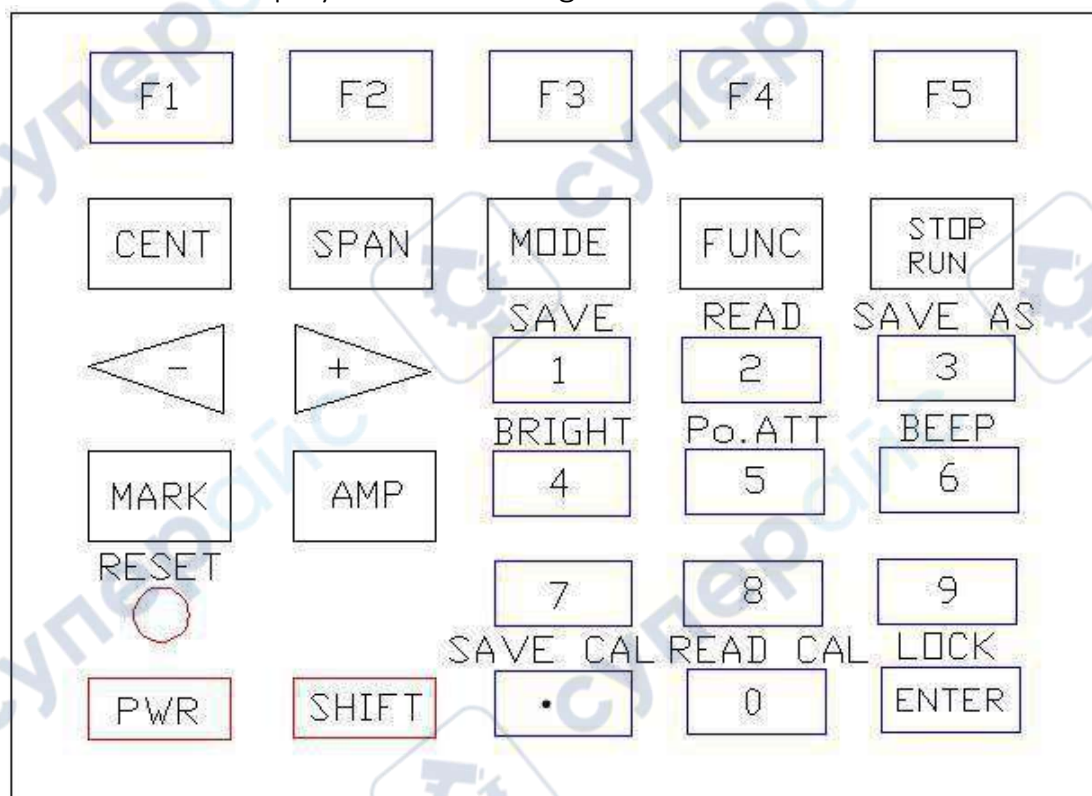 F1 F2 F3 F4 F5
CENT SPAN MODE FUNC STOP RUN
SAVE READ SAVE AS
- + 1 2 3
BRIGHT Po.ATT BEEP
MARK AMP 4 5 6
RESET
7 8 9
SAVE CAL READ CAL LOCK
PWR SHIFT • 0 ENTER
суперайс